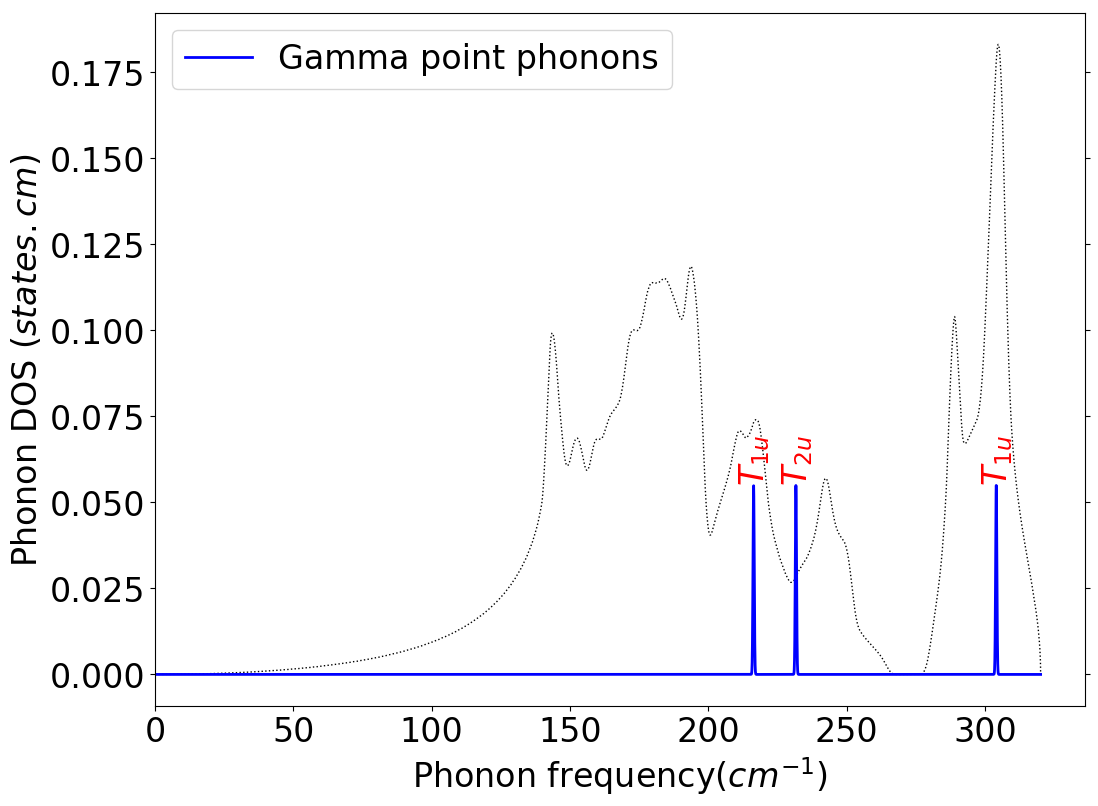 Gamma point phonons
Phonon DOS (states.cm)
0.175
0.150
0.125
0.100
0.075
0.050
0.025
0.000
T1u
T2u
T1u
0
50
100
150
200
250
300
Phonon frequency(cm⁻¹)